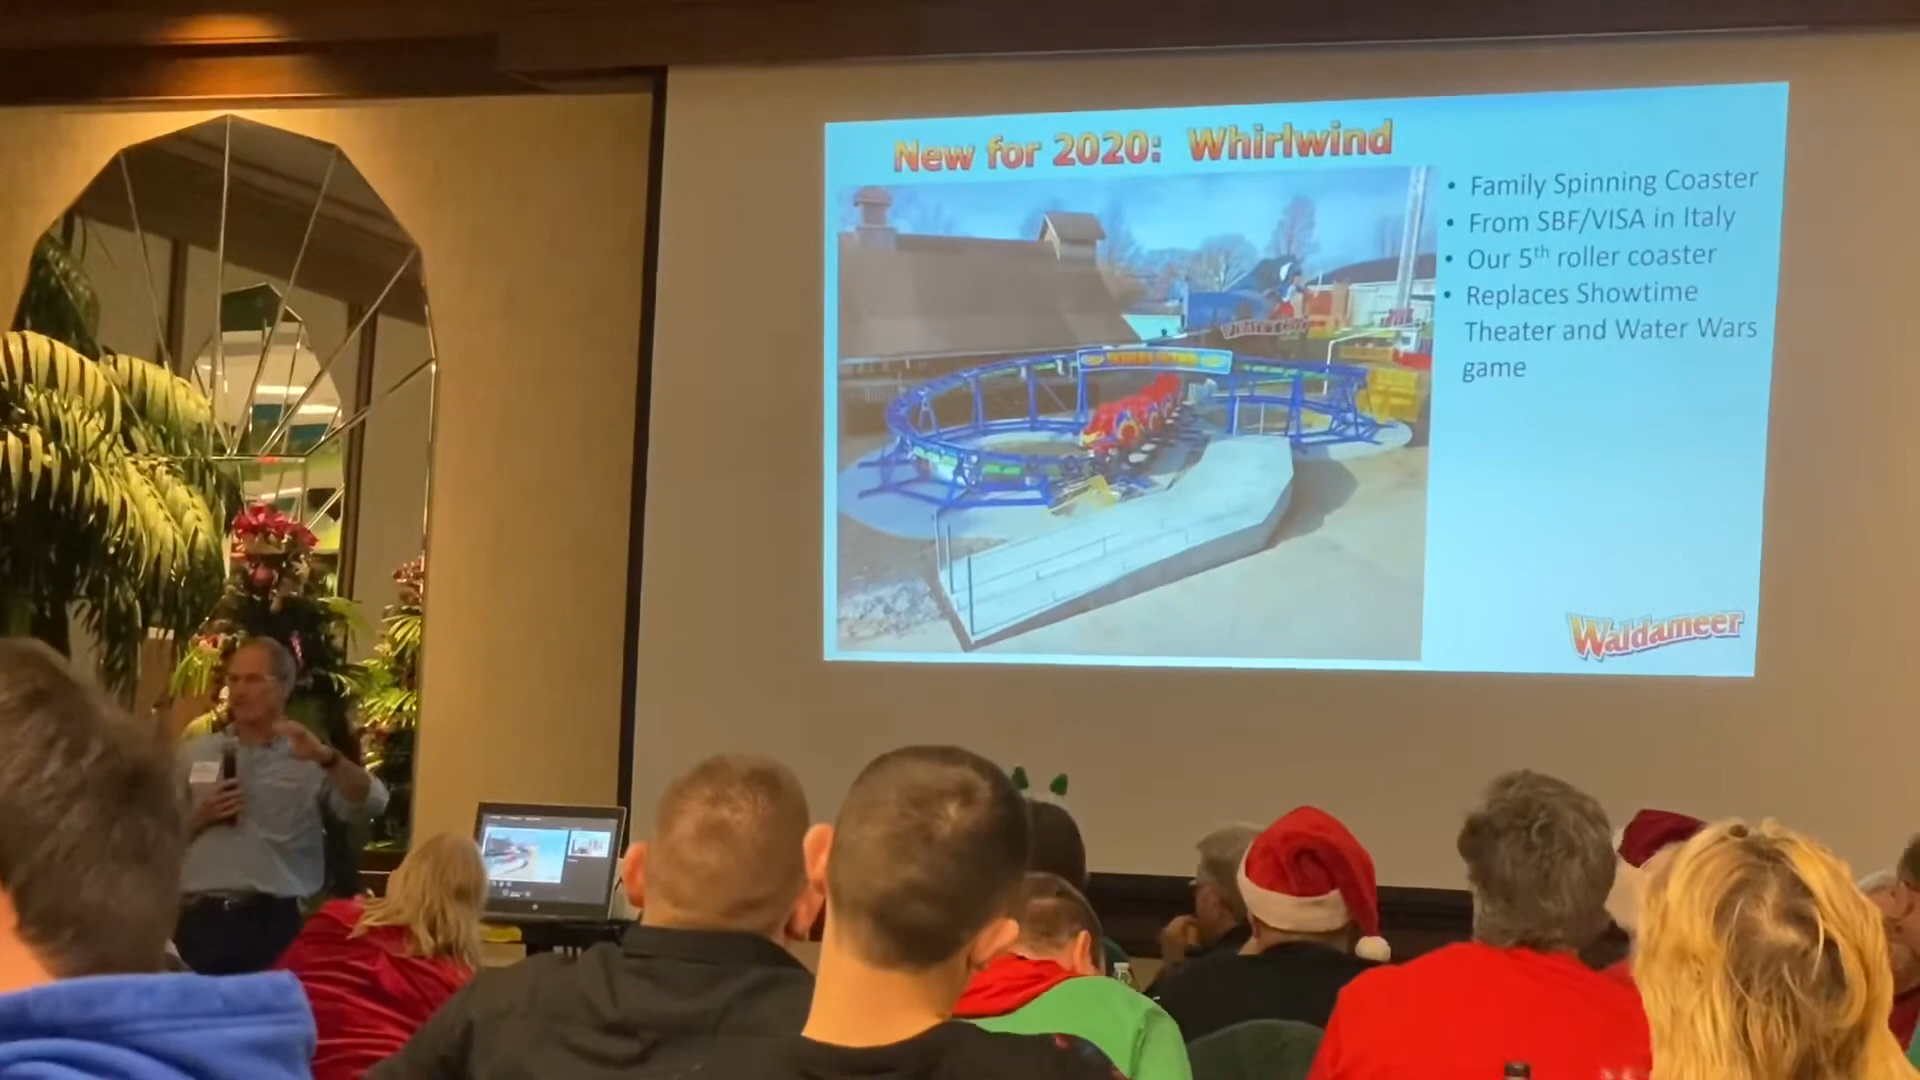 New for 2020: Whirlwind
• Family Spinning Coaster
• From SBF/VISA in Italy
• Our 5th roller coaster
• Replaces Showtime
Theater and Water Wars
game
Waldameer